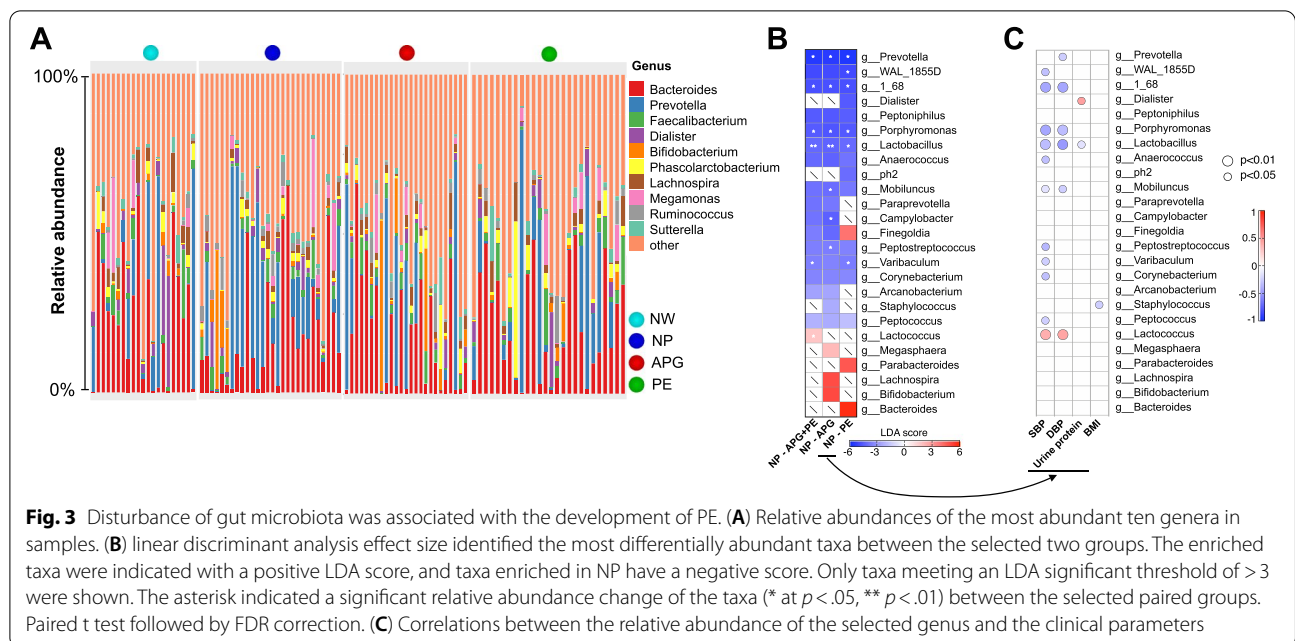 A
B
C
100%
0%
Relative abundance
Genus
Bacteroides
Prevotella
Faecalibacterium
Dialister
Bifidobacterium
Phascolarctobacterium
Lachnospira
Megamonas
Ruminococcus
Sutterella
other
NW
NP
APG
PE
g__Prevotella
g__WAL_1855D
g__1_68
g__Dialister
g__Peptoniphilus
g__Porphyromonas
g__Lactobacillus
g__Anaerococcus
g__ph2
g__Mobiluncus
g__Paraprevotella
g__Campylobacter
g__Finegoldia
g__Peptostreptococcus
g__Varibaculum
g__Corynebacterium
g__Arcanobacterium
g__Staphylococcus
g__Peptococcus
g__Lactococcus
g__Megasphaera
g__Parabacteroides
g__Lachnospira
g__Bifidobacterium
g__Bacteroides
NP - APG+PE
NP - APG
NP - PE
LDA score
-6 -3 0 3 6
g__Prevotella
g__WAL_1855D
g__1_68
g__Dialister
g__Peptoniphilus
g__Porphyromonas
g__Lactobacillus
g__Anaerococcus
g__ph2
g__Mobiluncus
g__Paraprevotella
g__Campylobacter
g__Finegoldia
g__Peptostreptococcus
g__Varibaculum
g__Corynebacterium
g__Arcanobacterium
g__Staphylococcus
g__Peptococcus
g__Lactococcus
g__Megasphaera
g__Parabacteroides
g__Lachnospira
g__Bifidobacterium
g__Bacteroides
SBP
DBP
Urine protein
BMI
p<0.01
p<0.05
1
0.5
0
-0.5
-1
Fig. 3 Disturbance of gut microbiota was associated with the development of PE. (A) Relative abundances of the most abundant ten genera in
samples. (B) linear discriminant analysis effect size identified the most differentially abundant taxa between the selected two groups. The enriched
taxa were indicated with a positive LDA score, and taxa enriched in NP have a negative score. Only taxa meeting an LDA significant threshold of > 3
were shown. The asterisk indicated a significant relative abundance change of the taxa (* at p < .05, ** p < .01) between the selected paired groups.
Paired t test followed by FDR correction. (C) Correlations between the relative abundance of the selected genus and the clinical parameters